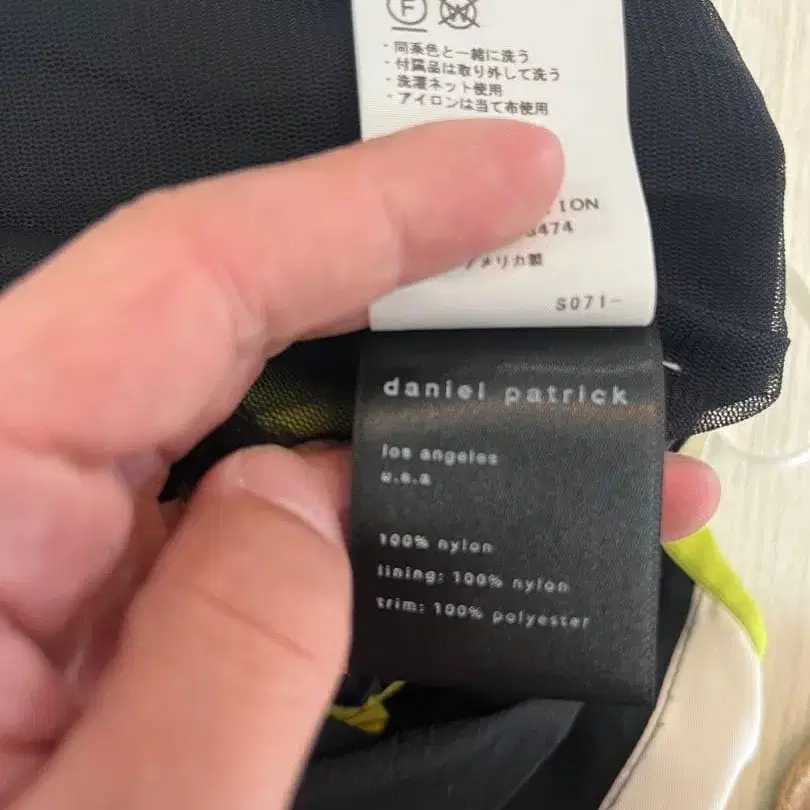 F
W
・同系色と一緒に洗う
・付属品は取り外して洗う
・洗濯ネット使用
・アイロンは当て布使用
ION
474
メリカ製
S071-
daniel patrick
los angeles
u.s.a
100% nylon
lining: 100% nylon
trim: 100% polyester